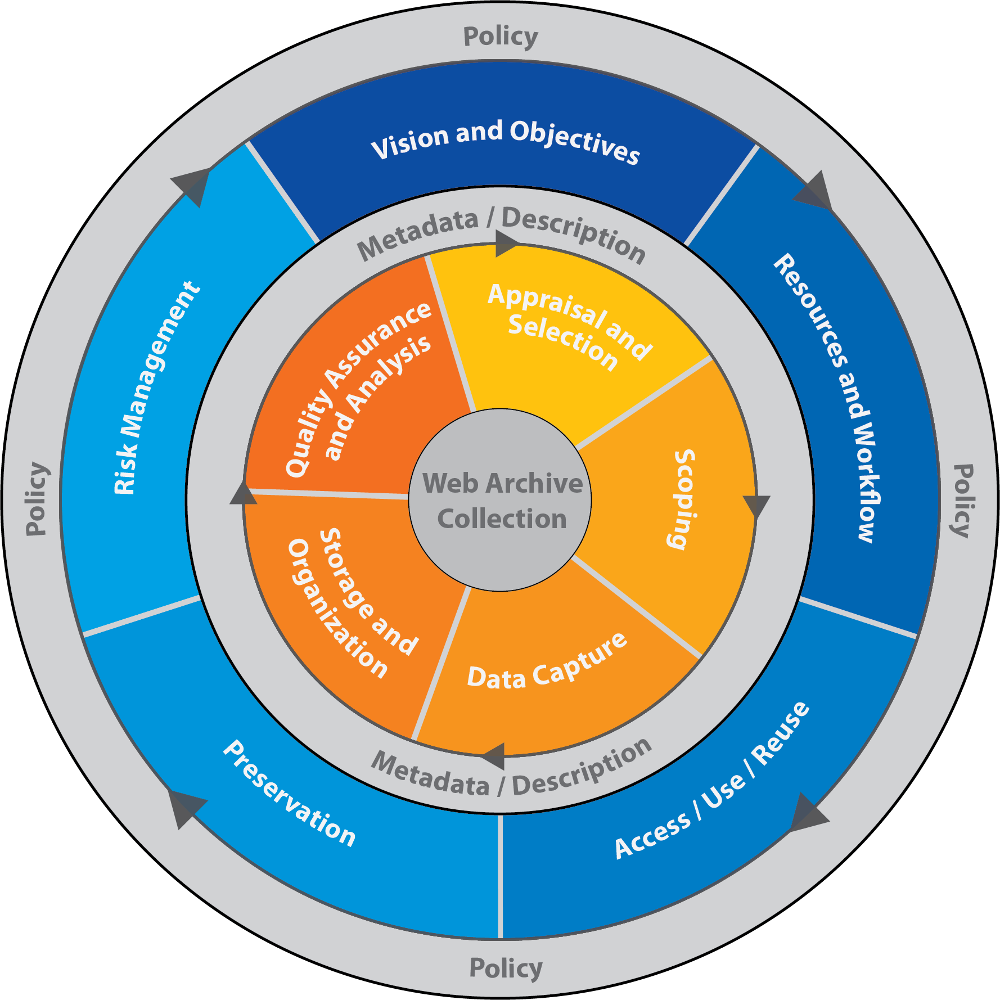 Policy
Vision and Objectives
Resources and Workflow
Policy
Access / Use / Reuse
Policy
Preservation
Risk Management
Policy
Metadata / Description
Appraisal and
Selection
Scoping
Data Capture
Storage and
Organization
Quality Assurance
and Analysis
Metadata / Description
Web Archive
Collection